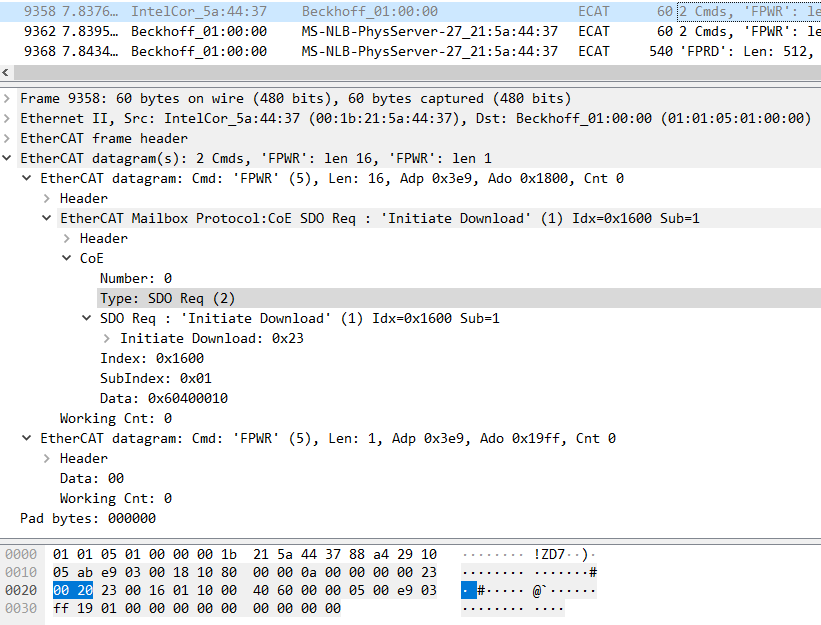 9358 7.8376… IntelCor_5a:44:37 Beckhoff_01:00:00 ECAT 60 2 Cmds, 'FPWR': le
9362 7.8395… Beckhoff_01:00:00 MS-NLB-PhysServer-27_21:5a:44:37 ECAT 60 2 Cmds, 'FPWR': le
9368 7.8434… Beckhoff_01:00:00 MS-NLB-PhysServer-27_21:5a:44:37 ECAT 540 'FPRD': Len: 512,
Frame 9358: 60 bytes on wire (480 bits), 60 bytes captured (480 bits)
Ethernet II, Src: IntelCor_5a:44:37 (00:1b:21:5a:44:37), Dst: Beckhoff_01:00:00 (01:01:05:01:00:00)
EtherCAT frame header
EtherCAT datagram(s): 2 Cmds, 'FPWR': len 16, 'FPWR': len 1
EtherCAT datagram: Cmd: 'FPWR' (5), Len: 16, Adp 0x3e9, Ado 0x1800, Cnt 0
Header
EtherCAT Mailbox Protocol:CoE SDO Req : 'Initiate Download' (1) Idx=0x1600 Sub=1
Header
CoE
Number: 0
Type: SDO Req (2)
SDO Req : 'Initiate Download' (1) Idx=0x1600 Sub=1
Initiate Download: 0x23
Index: 0x1600
SubIndex: 0x01
Data: 0x60400010
Working Cnt: 0
EtherCAT datagram: Cmd: 'FPWR' (5), Len: 1, Adp 0x3e9, Ado 0x19ff, Cnt 0
Header
Data: 00
Working Cnt: 0
Pad bytes: 000000
0000 01 01 05 01 00 00 00 1b 21 5a 44 37 88 a4 29 10 ········ !ZD7··)·
0010 05 ab e9 03 00 18 10 80 00 00 0a 00 00 00 00 23 ········ ·······#
0020 00 20 23 00 16 01 10 00 40 60 00 00 05 00 e9 03 · #····· @`······
0030 ff 19 01 00 00 00 00 00 00 00 00 00 ········ ····